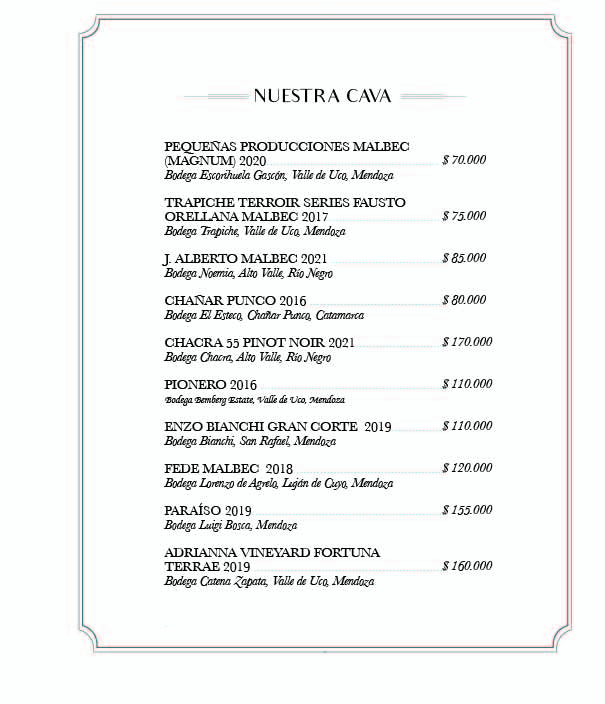 NUESTRA CAVA
PEQUEÑAS PRODUCCIONES MALBEC
(MAGNUM) 2020 $ 70.000
Bodega Escorihuela Gascón, Valle de Uco, Mendoza
TRAPICHE TERROIR SERIES FAUSTO
ORELLANA MALBEC 2017 $ 75.000
Bodega Trapiche, Valle de Uco, Mendoza
J. ALBERTO MALBEC 2021 $ 85.000
Bodega Noemia, Alto Valle, Río Negro
CHAÑAR PUNCO 2016 $ 80.000
Bodega El Esteco, Chañar Punco, Catamarca
CHACRA 55 PINOT NOIR 2021 $ 170.000
Bodega Chacra, Alto Valle, Río Negro
PIONERO 2016 $ 110.000
Bodega Bemberg Estate, Valle de Uco, Mendoza
ENZO BIANCHI GRAN CORTE 2019 $ 110.000
Bodega Bianchi, San Rafael, Mendoza
FEDE MALBEC 2018 $ 120.000
Bodega Lorenzo de Agrelo, Luján de Cuyo, Mendoza
PARAÍSO 2019 $ 155.000
Bodega Luigi Bosca, Mendoza
ADRIANNA VINEYARD FORTUNA
TERRAE 2019 $ 160.000
Bodega Catena Zapata, Valle de Uco, Mendoza